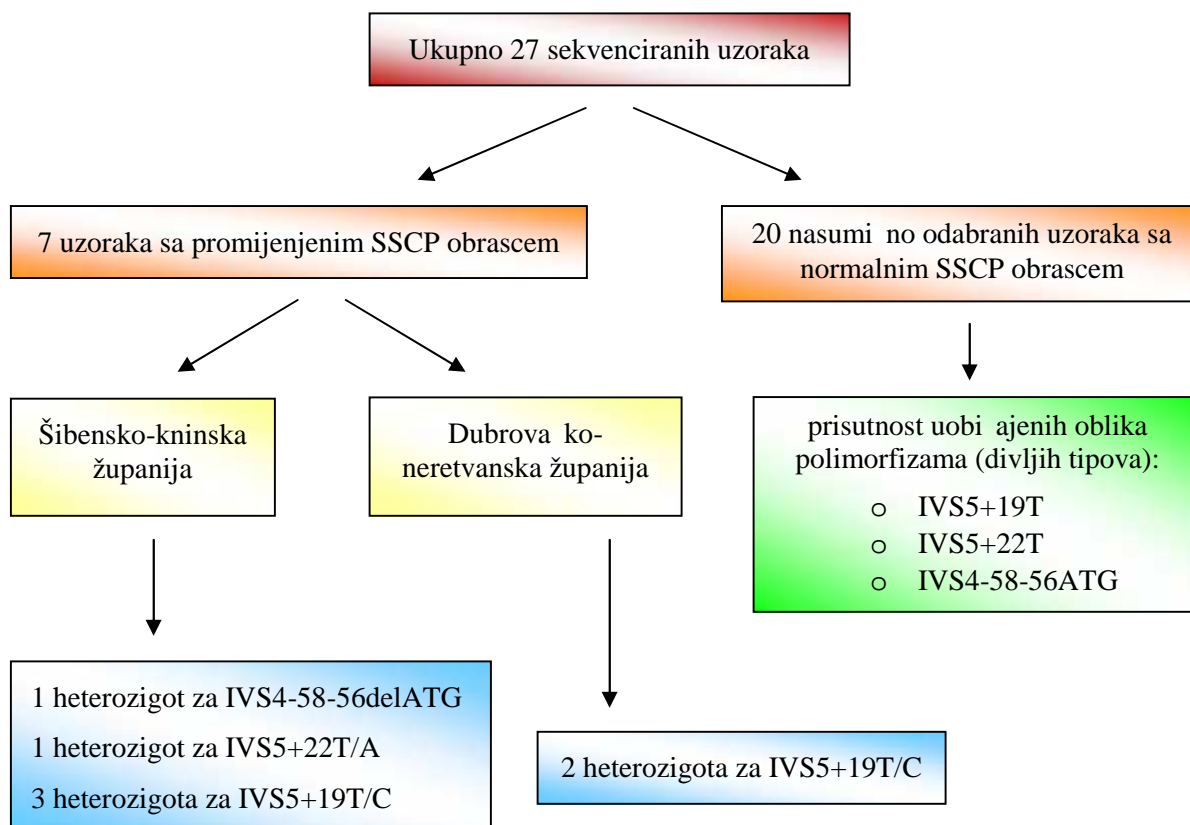 Ukupno 27 sekvenciranih uzoraka
7 uzoraka sa promijenjenim SSCP obrascem
20 nasumi no odabranih uzoraka sa
normalnim SSCP obrascem
Šibensko-kninska
županija
Dubrova ko-
neretvanska županija
prisutnost uobi ajenih oblika
polimorfizama (divljih tipova):
o IVS5+19T
o IVS5+22T
o IVS4-58-56ATG
1 heterozigot za IVS4-58-56delATG
1 heterozigot za IVS5+22T/A
3 heterozigota za IVS5+19T/C
2 heterozigota za IVS5+19T/C